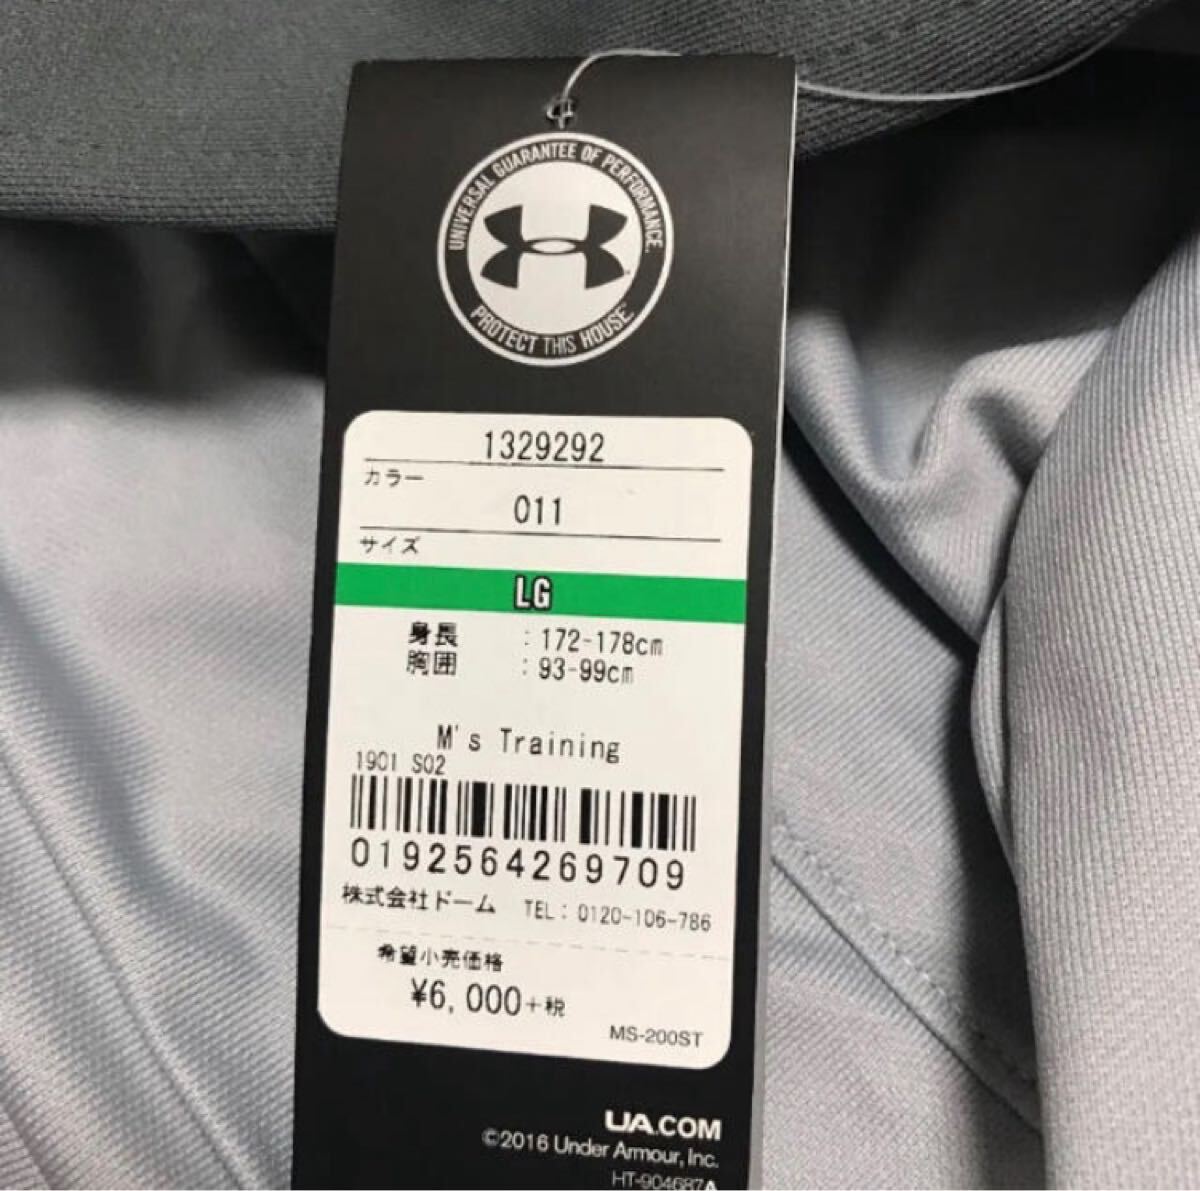 UNIVERSAL GUARANTEE OF PERFORMANCE.
PROTECT THIS HOUSE
1329292
カラー
011
サイズ
LG
身長 : 172-178cm
胸囲 : 93-99cm
M's Training
1901 S02
0192564269709
株式会社ドーム TEL: 0120-106-786
希望小売価格
¥6,000+税
MS-200ST
UA.COM
©2016 Under Armour, Inc.
HT-904687A